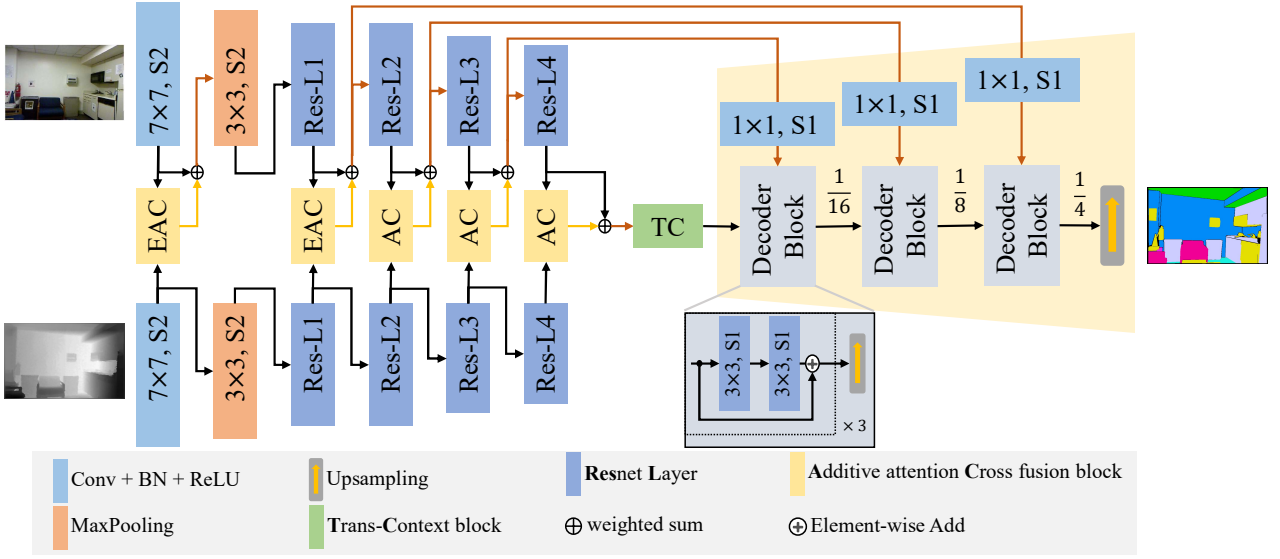 7×7, S2
3×3, S2
Res-L1
Res-L2
Res-L3
Res-L4
1×1, S1
1×1, S1
1×1, S1
EAC
EAC
AC
AC
AC
TC
Decoder
Block
1/16
Decoder
Block
1/8
Decoder
Block
1/4
7×7, S2
3×3, S2
Res-L1
Res-L2
Res-L3
Res-L4
3×3, S1
3×3, S1
× 3
Conv + BN + ReLU
Upsampling
Resnet Layer
Additive attention Cross fusion block
MaxPooling
Trans-Context block
weighted sum
Element-wise Add